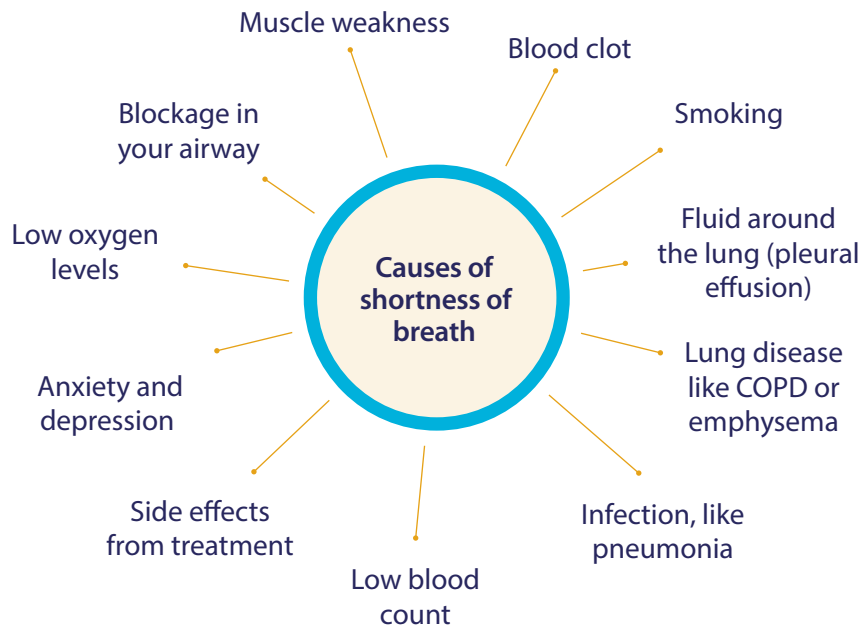 Causes of
shortness of
breath
Muscle weakness
Blood clot
Smoking
Fluid around
the lung (pleural
effusion)
Lung disease
like COPD or
emphysema
Infection, like
pneumonia
Low blood
count
Side effects
from treatment
Anxiety and
depression
Low oxygen
levels
Blockage in
your airway